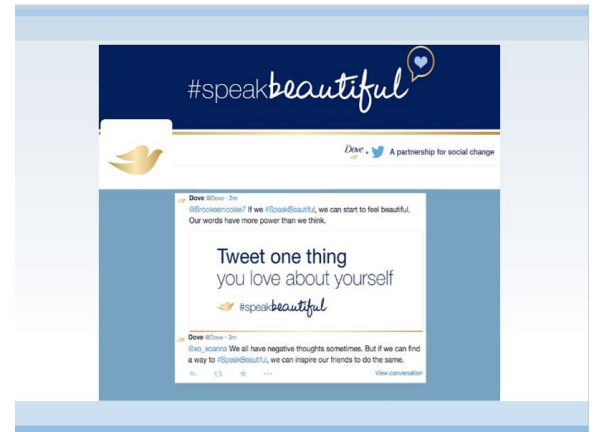 #speakbeautiful
Dove + A partnership for social change
Dove @Dove · 2m
@Brookeenicolee7 If we #SpeakBeautiful, we can start to feel beautiful.
Our words have more power than we think.
Tweet one thing
you love about yourself
#speakbeautiful
Dove @Dove · 3m
@xo_xoanna We all have negative thoughts sometimes. But if we can find
a way to #SpeakBeautiful, we can inspire our friends to do the same.
View conversation